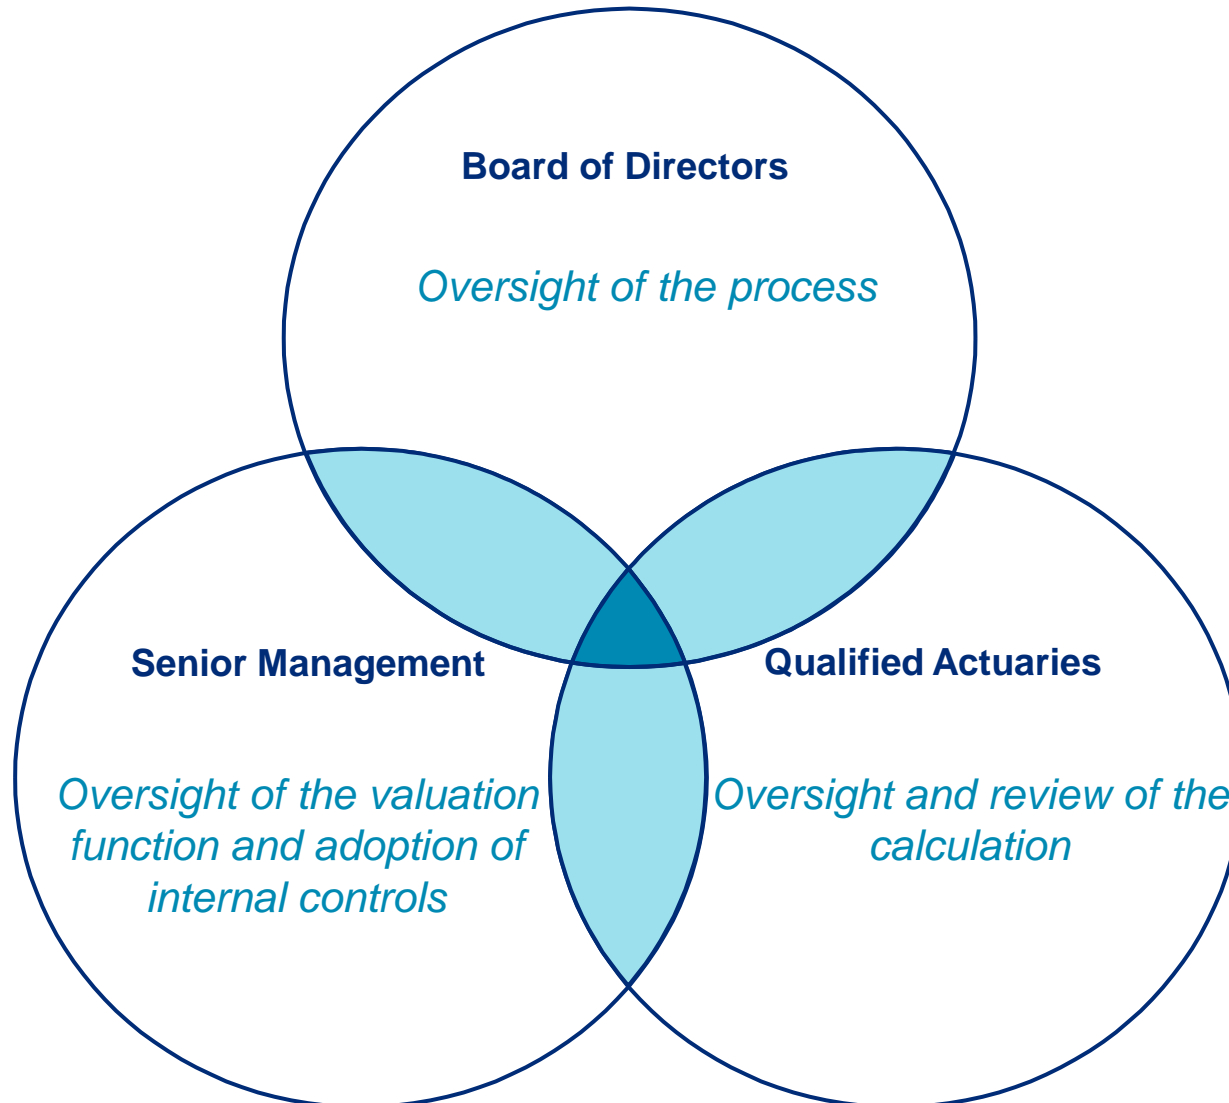 Board of Directors
Oversight of the process
Senior Management
Oversight of the valuation
function and adoption of
internal controls
Qualified Actuaries
Oversight and review of the
calculation